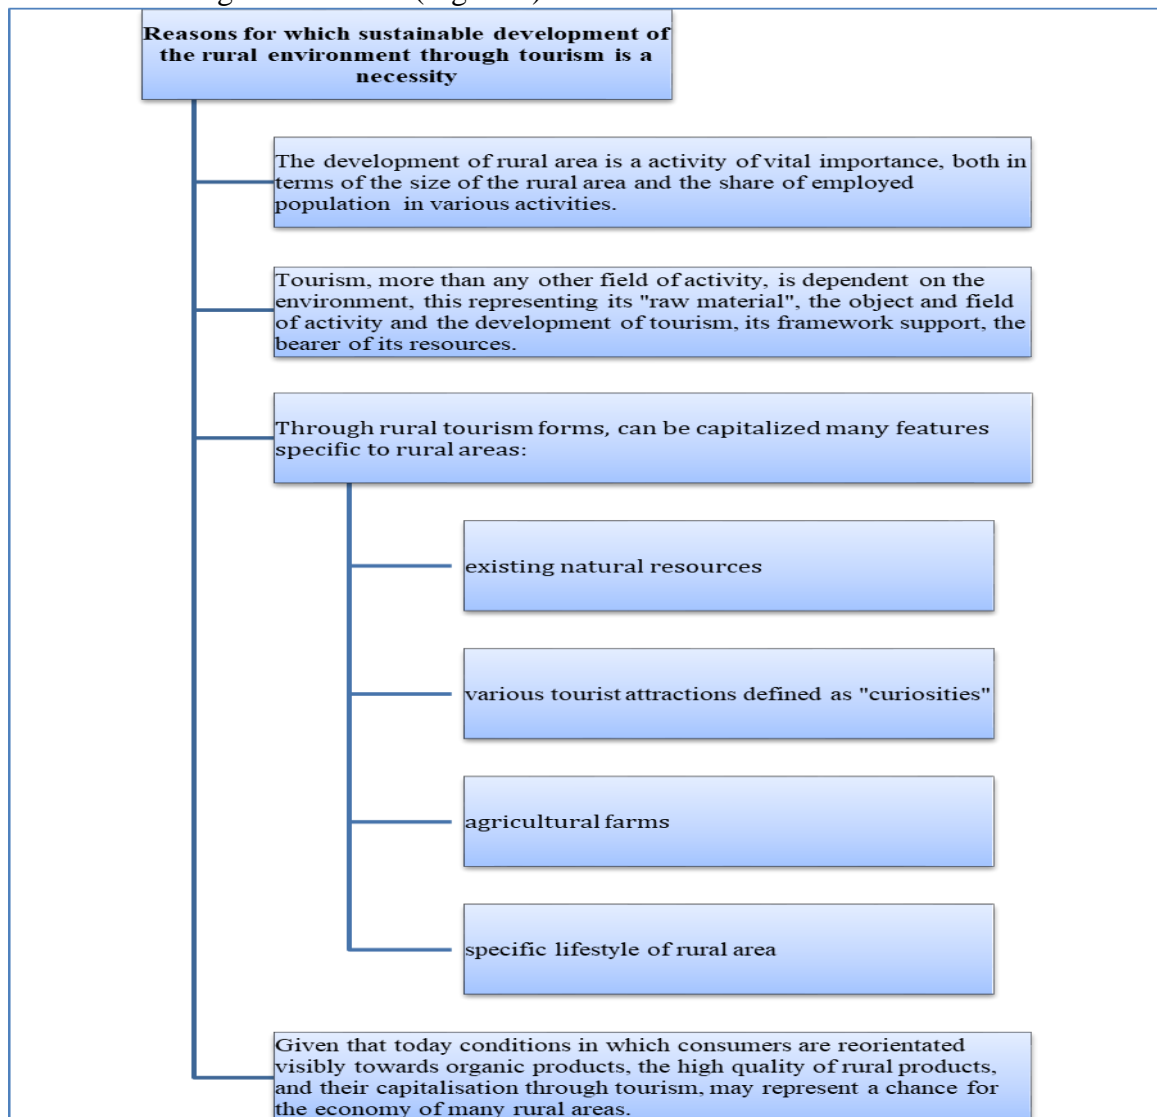 Reasons for which sustainable development of
the rural environment through tourism is a
necessity
The development of rural area is a activity of vital importance, both in
terms of the size of the rural area and the share of employed
population in various activities.
Tourism, more than any other field of activity, is dependent on the
environment, this representing its "raw material", the object and field
of activity and the development of tourism, its framework support, the
bearer of its resources.
Through rural tourism forms, can be capitalized many features
specific to rural areas:
existing natural resources
various tourist attractions defined as "curiosities"
agricultural farms
specific lifestyle of rural area
Given that today conditions in which consumers are reorientated
visibly towards organic products, the high quality of rural products,
and their capitalisation through tourism, may represent a chance for
the economy of many rural areas.